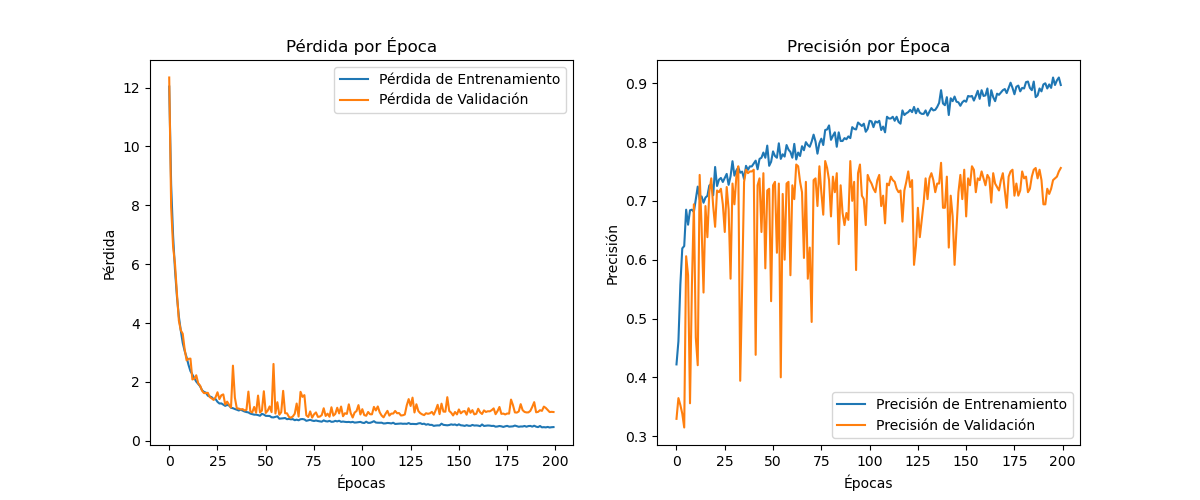 Pérdida por Época
Pérdida de Entrenamiento
Pérdida de Validación
Pérdida
12
10
8
6
4
2
0
0 25 50 75 100 125 150 175 200
Épocas
Precisión por Época
Precisión de Entrenamiento
Precisión de Validación
Precisión
0.9
0.8
0.7
0.6
0.5
0.4
0.3
0 25 50 75 100 125 150 175 200
Épocas